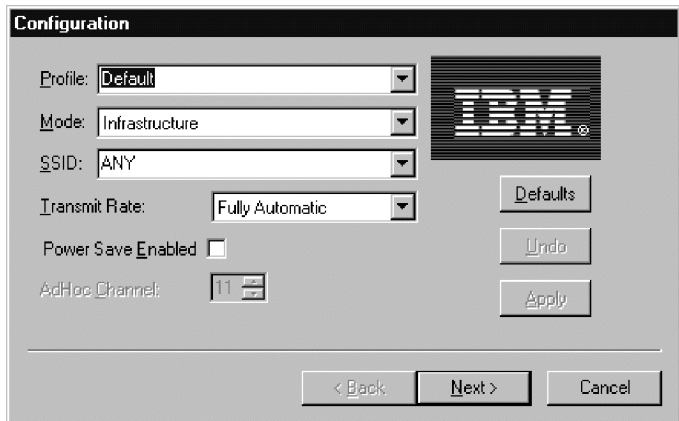 Configuration
Profile: Default
Mode: Infrastructure
SSID: ANY
Transmit Rate: Fully Automatic
Power Save Enabled
AdHoc Channel: 11
IBM®
Defaults
Undo
Apply
< Back Next > Cancel